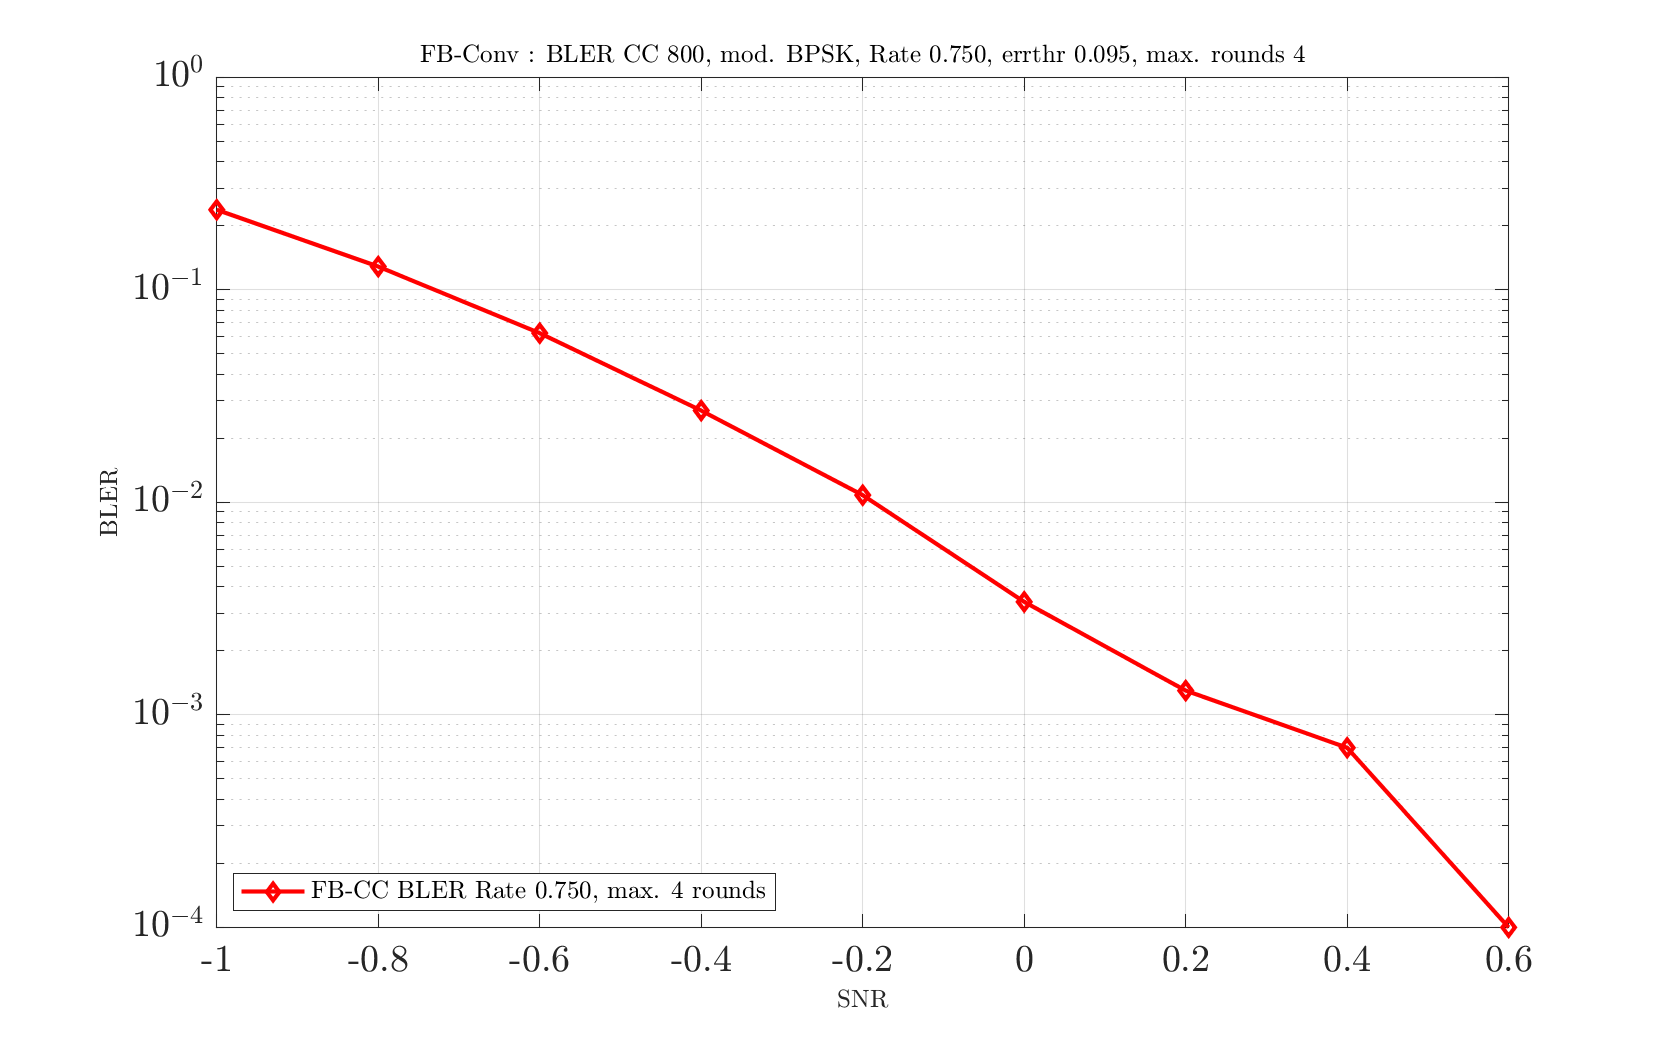 FB-Conv : BLER CC 800, mod. BPSK, Rate 0.750, errthr 0.095, max. rounds 4
10^0
10^-1
10^-2
10^-3
10^-4
BLER
FB-CC BLER Rate 0.750, max. 4 rounds
-1 -0.8 -0.6 -0.4 -0.2 0 0.2 0.4 0.6
SNR